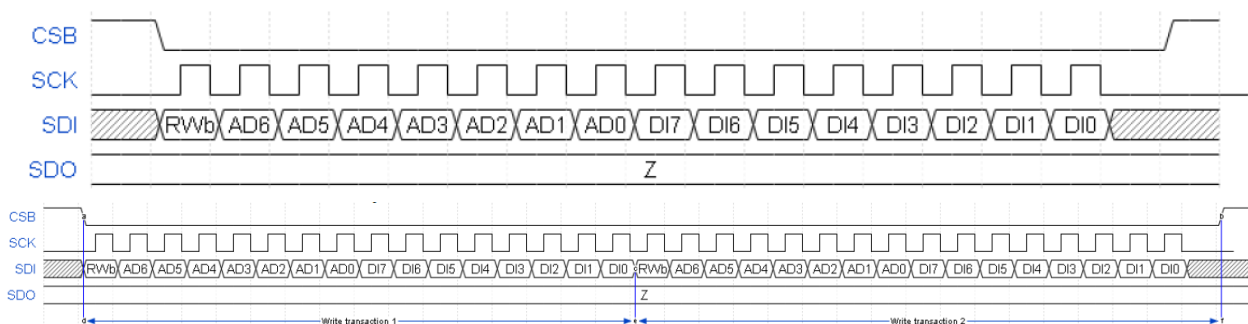 CSB
SCK
SDI RWb AD6 AD5 AD4 AD3 AD2 AD1 AD0 DI7 DI6 DI5 DI4 DI3 DI2 DI1 DI0
SDO Z
CSB a b
SCK
SDI RWb AD6 AD5 AD4 AD3 AD2 AD1 AD0 DI7 DI6 DI5 DI4 DI3 DI2 DI1 DI0 c RWb AD6 AD5 AD4 AD3 AD2 AD1 AD0 DI7 DI6 DI5 DI4 DI3 DI2 DI1 DI0
SDO Z
d Write transaction 1 e Write transaction 2 f